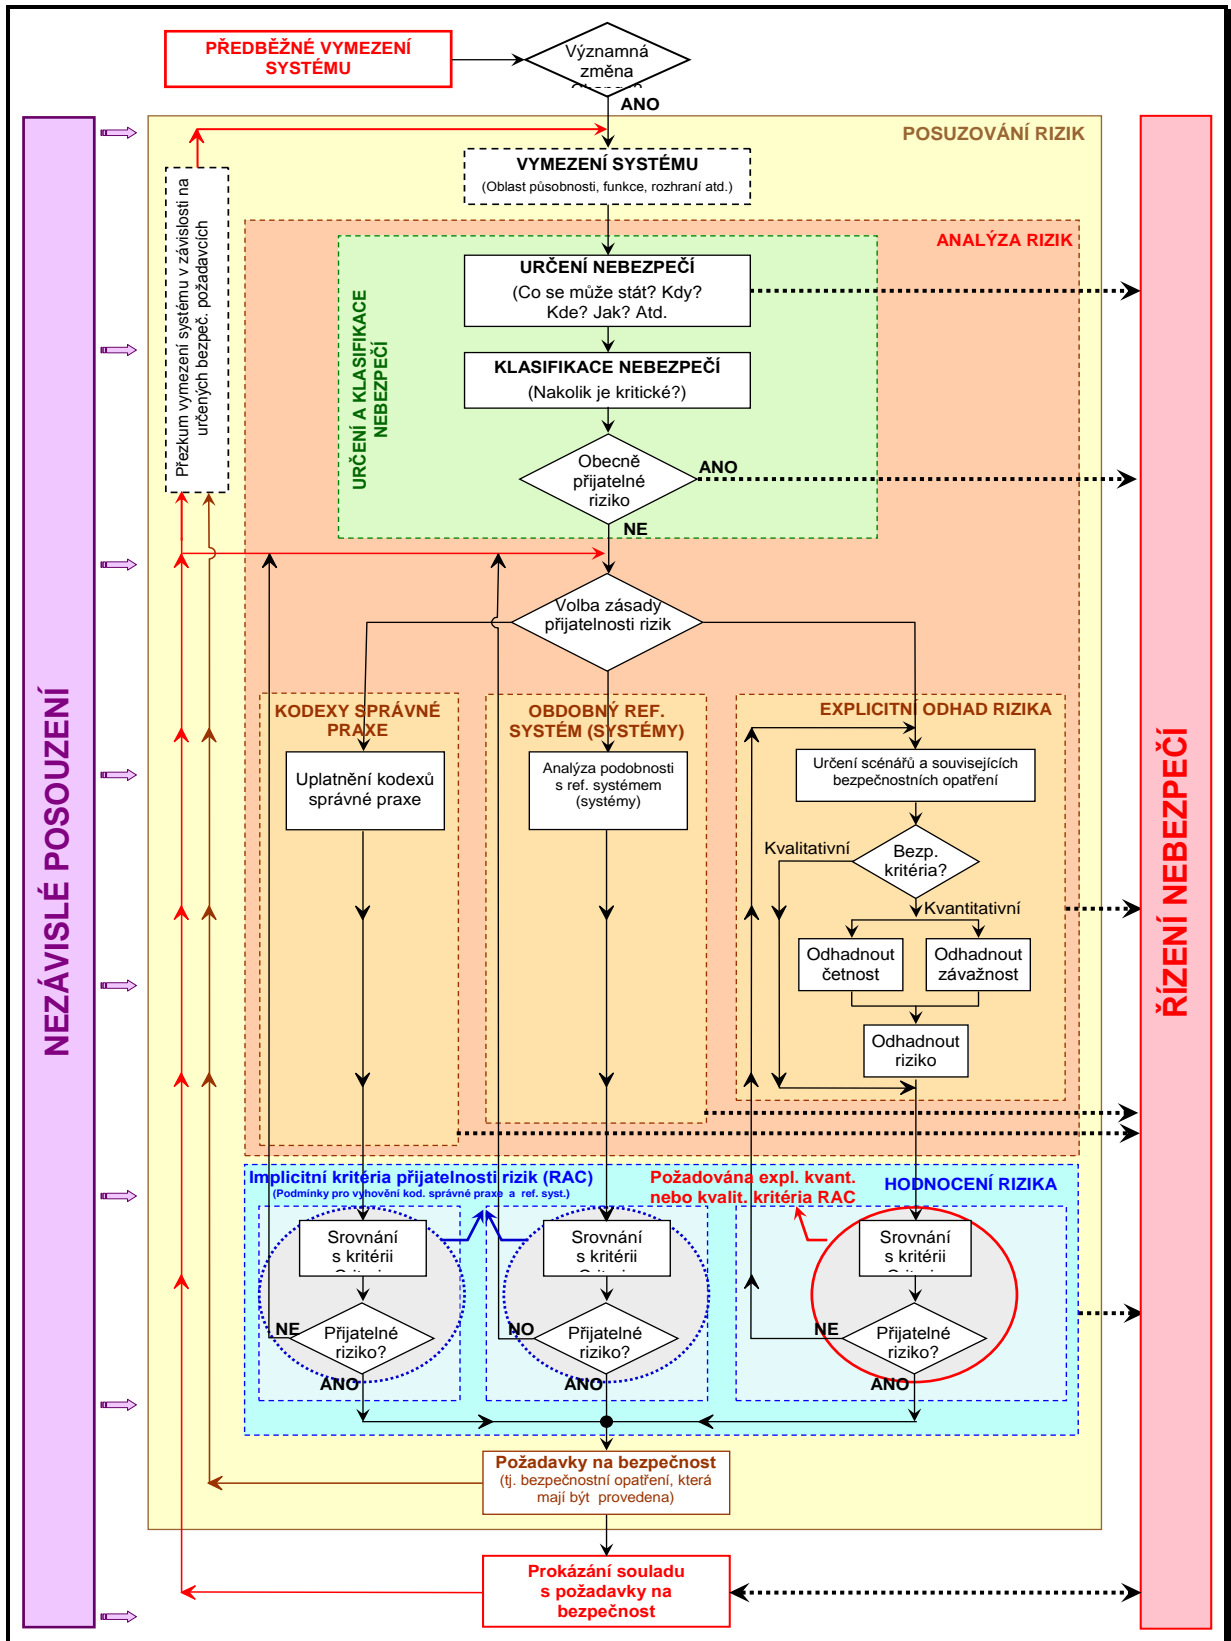 PŘEDBĚŽNÉ VYMEZENÍ
SYSTÉMU
Významná
změna
ANO
POSUZOVÁNÍ RIZIK
VYMEZENÍ SYSTÉMU
(Oblast působnosti, funkce, rozhraní atd.)
Přezkum vymezení systému v závislosti na
určených bezpeč. požadavcích
ANALÝZA RIZIK
URČENÍ A KLASIFIKACE
NEBEZPEČÍ
URČENÍ NEBEZPEČÍ
(Co se může stát? Kdy?
Kde? Jak? Atd.
KLASIFIKACE NEBEZPEČÍ
(Nakolik je kritické?)
Obecně
přijatelné
riziko
ANO
NE
Volba zásady
přijatelnosti rizik
NEZÁVISLÉ POSOUZENÍ
ŘÍZENÍ NEBEZPEČÍ
KODEXY SPRÁVNÉ
PRAXE
Uplatnění kodexů
správné praxe
OBDOBNÝ REF.
SYSTÉM (SYSTÉMY)
Analýza podobnosti
s ref. systémem
(systémy)
EXPLICITNÍ ODHAD RIZIKA
Určení scénářů a souvisejících
bezpečnostních opatření
Kvalitativní
Bezp.
kritéria?
Kvantitativní
Odhadnout
četnost
Odhadnout
závažnost
Odhadnout
riziko
Implicitní kritéria přijatelnosti rizik (RAC)
(Podmínky pro vyhovění kod. správné praxe a ref. syst.)
Požadována expl. kvant.
nebo kvalit. kritéria RAC
HODNOCENÍ RIZIKA
Srovnání
s kritérii
Srovnání
s kritérii
Srovnání
s kritérii
NE
Přijatelné
riziko?
NO
Přijatelné
riziko?
NE
Přijatelné
riziko?
ANO
ANO
ANO
Požadavky na bezpečnost
(tj. bezpečnostní opatření, která
mají být provedena)
Prokázání souladu
s požadavky na
bezpečnost